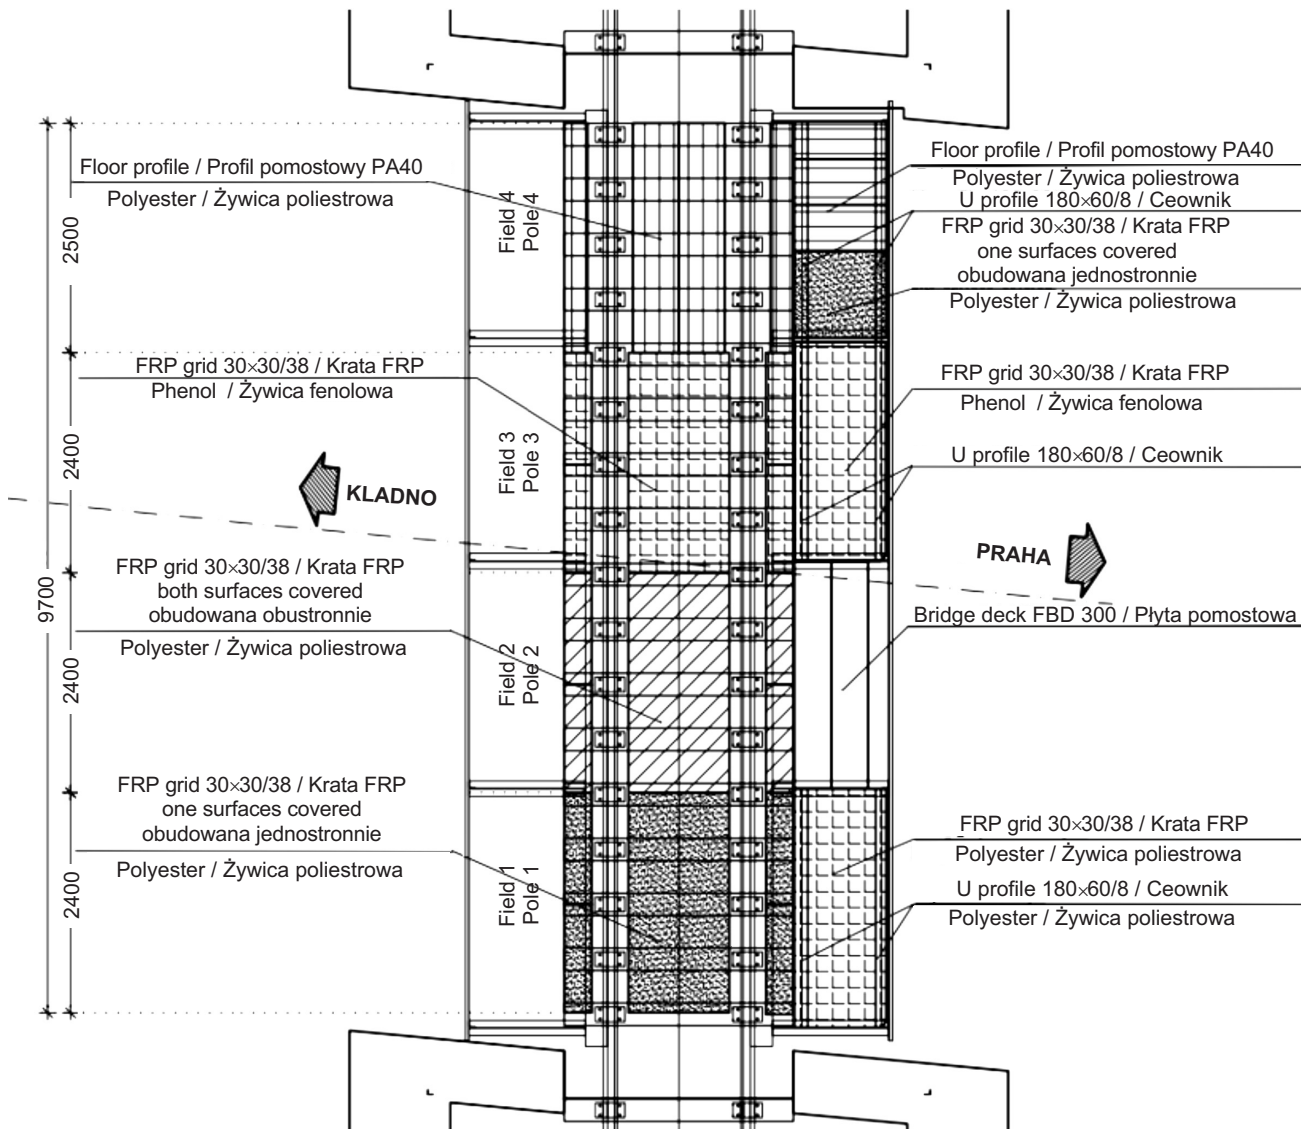 Floor profile / Profil pomostowy PA40
Polyester / Żywica poliestrowa
FRP grid 30×30/38 / Krata FRP
Phenol / Żywica fenolowa
KLADNO
FRP grid 30×30/38 / Krata FRP
both surfaces covered
obudowana obustronnie
Polyester / Żywica poliestrowa
FRP grid 30×30/38 / Krata FRP
one surfaces covered
obudowana jednostronnie
Polyester / Żywica poliestrowa
9700
2500
2400
2400
2400
Field 4
Pole 4
Field 3
Pole 3
Field 2
Pole 2
Field 1
Pole 1
Floor profile / Profil pomostowy PA40
Polyester / Żywica poliestrowa
U profile 180×60/8 / Ceownik
FRP grid 30×30/38 / Krata FRP
one surfaces covered
obudowana jednostronnie
Polyester / Żywica poliestrowa
FRP grid 30×30/38 / Krata FRP
Phenol / Żywica fenolowa
U profile 180×60/8 / Ceownik
PRAHA
Bridge deck FBD 300 / Płyta pomostowa
FRP grid 30×30/38 / Krata FRP
Polyester / Żywica poliestrowa
U profile 180×60/8 / Ceownik
Polyester / Żywica poliestrowa